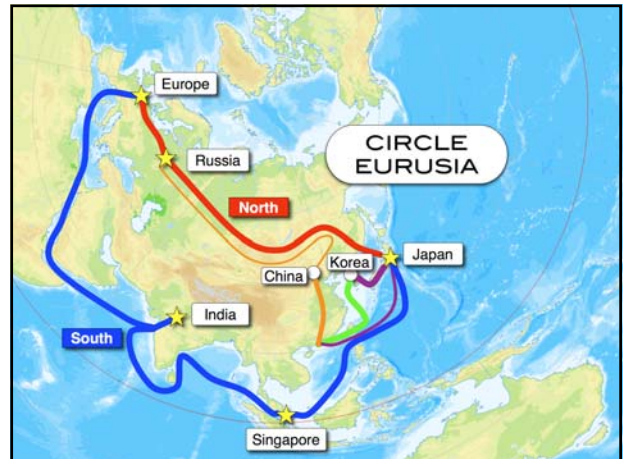 Europe
CIRCLE
EURUSIA
Russia
North
Japan
Korea
China
India
South
Singapore